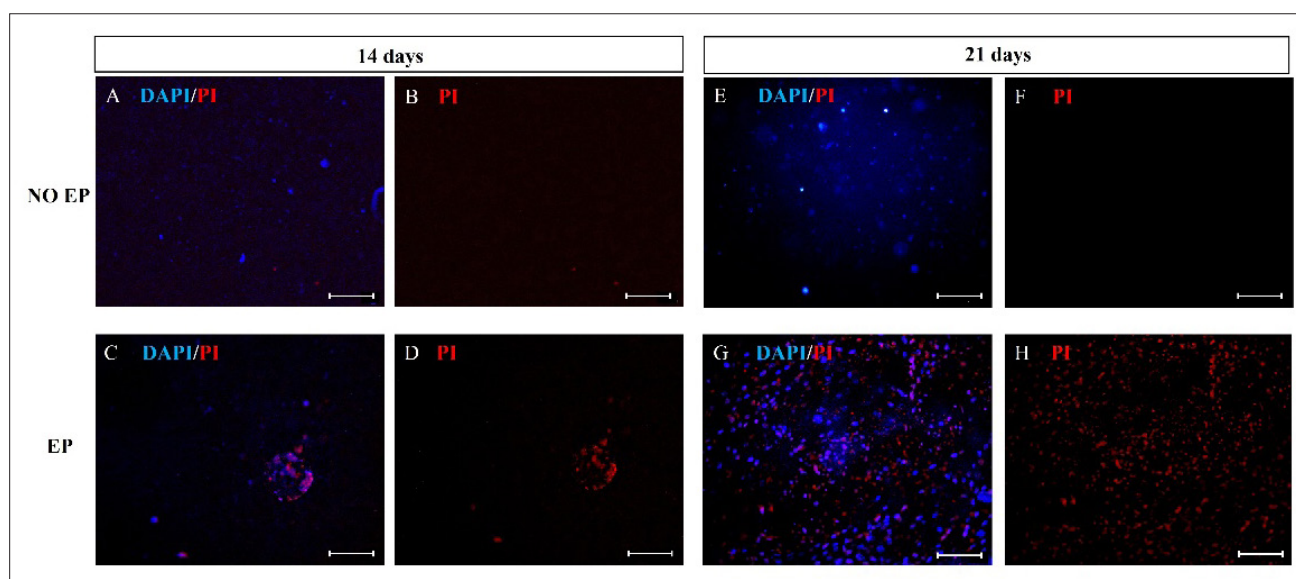 14 days
21 days
NO EP
A DAPI/PI
B PI
E DAPI/PI
F PI
EP
C DAPI/PI
D PI
G DAPI/PI
H PI